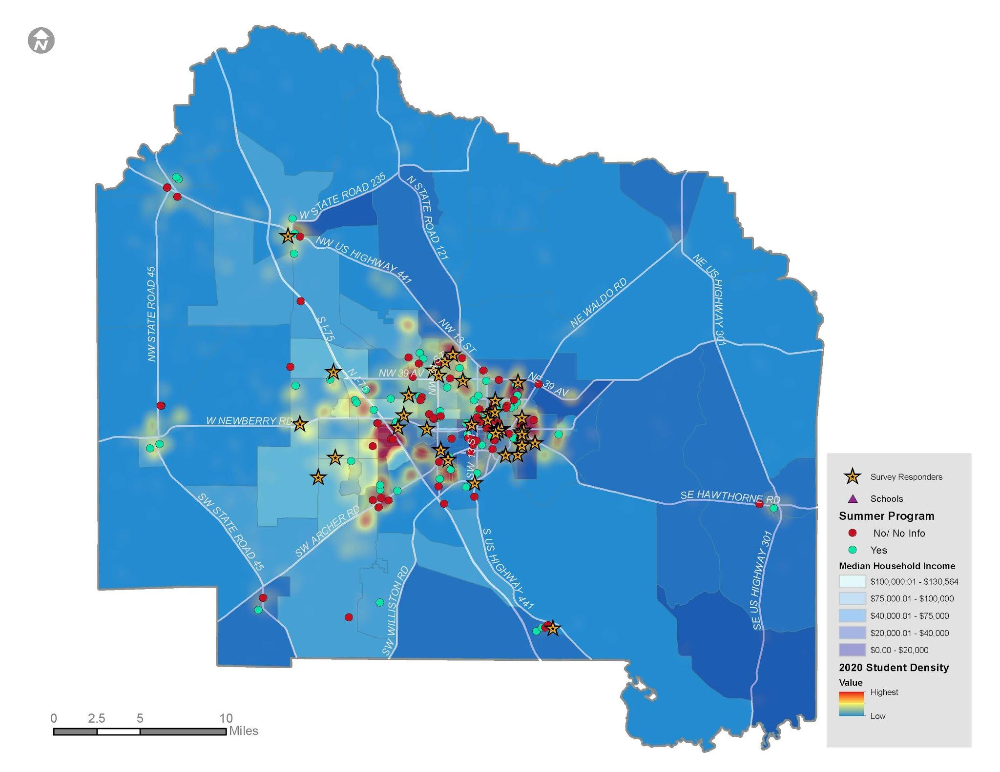 N
W STATE ROAD 235
N STATE ROAD 121
NW US HIGHWAY 441
NE US HIGHWAY 301
NW STATE ROAD 45
NE WALDO RD
S I-75
NW 13 ST
N I-75
NW 39 AV
NE 39 AV
W NEWBERRY RD
SW 13 ST
SW STATE ROAD 45
SW ARCHER RD
SE HAWTHORNE RD
S US HIGHWAY 441
SW WILLISTON RD
SE US HIGHWAY 301
Survey Responders
Schools
Summer Program
No/ No Info
Yes
Median Household Income
$100,000.01 - $130,564
$75,000.01 - $100,000
$40,000.01 - $75,000
$20,000.01 - $40,000
$0.00 - $20,000
2020 Student Density
Value
Highest
Low
0 2.5 5 10
Miles